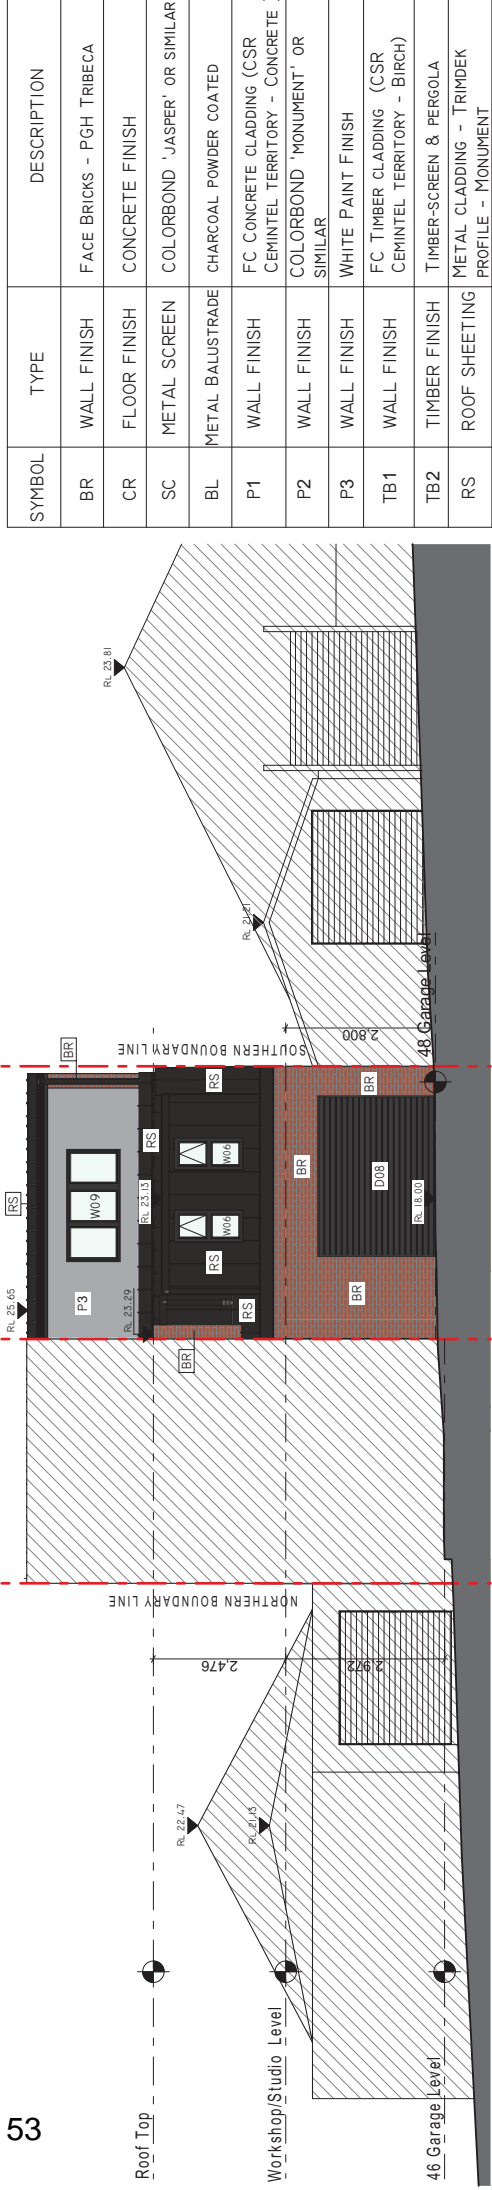 53
Roof Top
Workshop/Studio Level
46 Garage Level
RL 22.47
RL 21.13
2,476
2,972
NORTHERN BOUNDARY LINE
RL 25.65
RS
RL 23.29
P3
W09
BR
BR
RL 23.13
RS
RS
RS
RS
W06
W06
BR
BR
BR
D08
RL 18.00
SOUTHERN BOUNDARY LINE
2,800
48 Garage Level
RL 21.21
RL 23.81
SYMBOL TYPE DESCRIPTION
BR WALL FINISH FACE BRICKS - PGH TRIBECA
CR FLOOR FINISH CONCRETE FINISH
SC METAL SCREEN COLORBOND 'JASPER' OR SIMILAR
BL METAL BALUSTRADE CHARCOAL POWDER COATED
P1 WALL FINISH FC CONCRETE CLADDING (CSR
CEMINTEL TERRITORY - CONCRETE
P2 WALL FINISH COLORBOND 'MONUMENT' OR
SIMILAR
P3 WALL FINISH WHITE PAINT FINISH
TB1 WALL FINISH FC TIMBER CLADDING (CSR
CEMINTEL TERRITORY - BIRCH)
TB2 TIMBER FINISH TIMBER-SCREEN & PERGOLA
RS ROOF SHEETING METAL CLADDING - TRIMDEK
PROFILE - MONUMENT